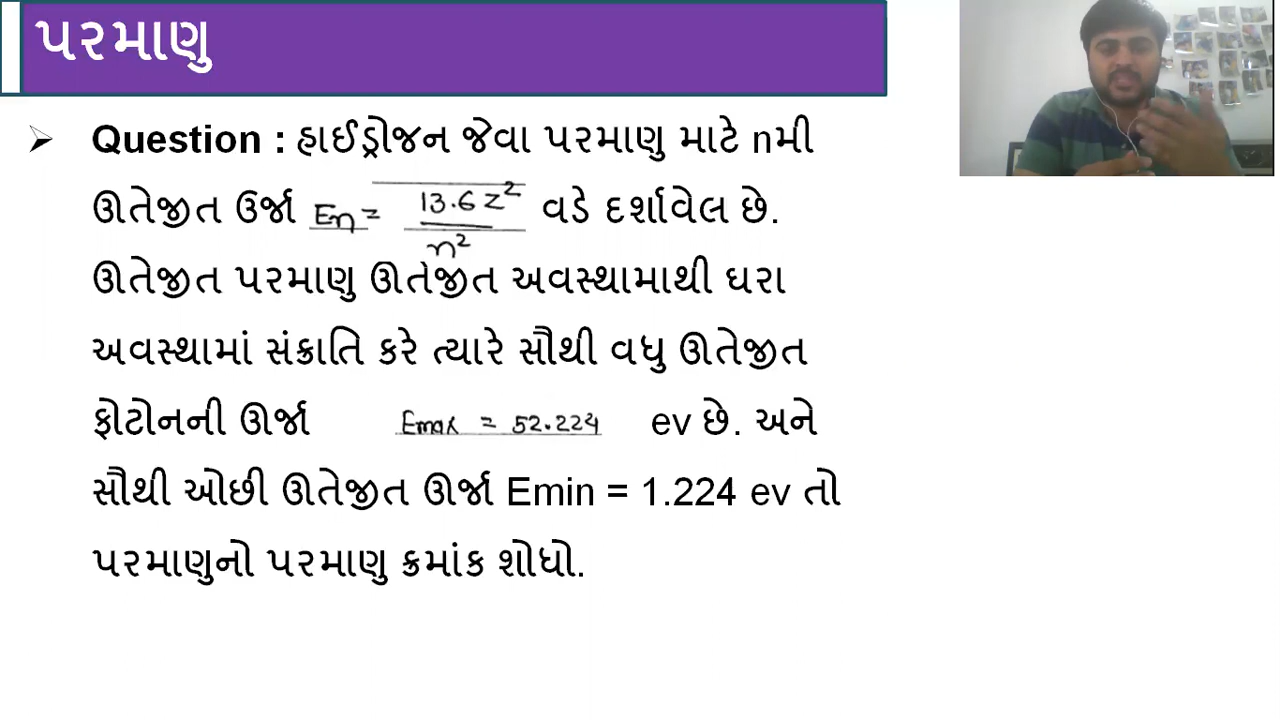 પરમાણુ
➢ Question : હાઈડ્રોજન જેવા પરમાણુ માટે nમી
ઊતેજીત ઉર્જા En = 13.6 z² / n² વડે દર્શાવેલ છે.
ઊતેજીત પરમાણુ ઊતેજીત અવસ્થામાથી ધરા
અવસ્થામાં સંક્રાતિ કરે ત્યારે સૌથી વધુ ઊતેજીત
ફોટોનની ઊર્જા Emax = 52.224 ev છે. અને
સૌથી ઓછી ઊતેજીત ઊર્જા Emin = 1.224 ev તો
પરમાણુનો પરમાણુ ક્રમાંક શોધો.